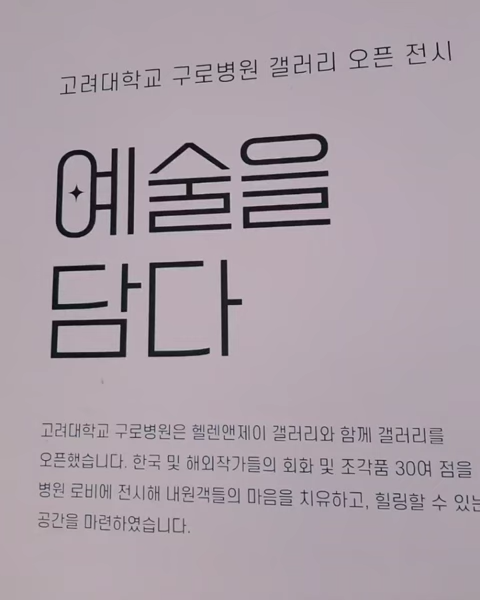 고려대학교 구로병원 갤러리 오픈 전시
예술을
담다
고려대학교 구로병원은 헬렌앤제이 갤러리와 함께 갤러리를
오픈했습니다. 한국 및 해외작가들의 회화 및 조각품 30여 점을
병원 로비에 전시해 내원객들의 마음을 치유하고, 힐링할 수 있는
공간을 마련하였습니다.